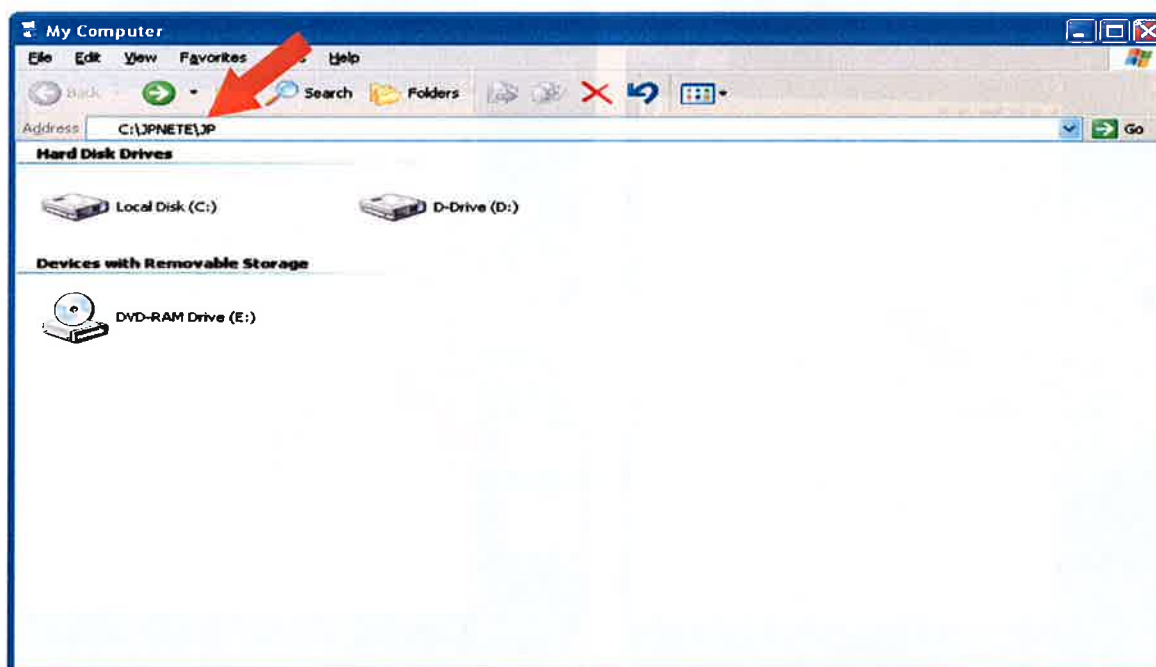 My Computer
File Edit View Favorites Help
Back Search Folders
Address C:\JPNETE\JP Go
Hard Disk Drives
Local Disk (C:) D-Drive (D:)
Devices with Removable Storage
DVD-RAM Drive (E:)